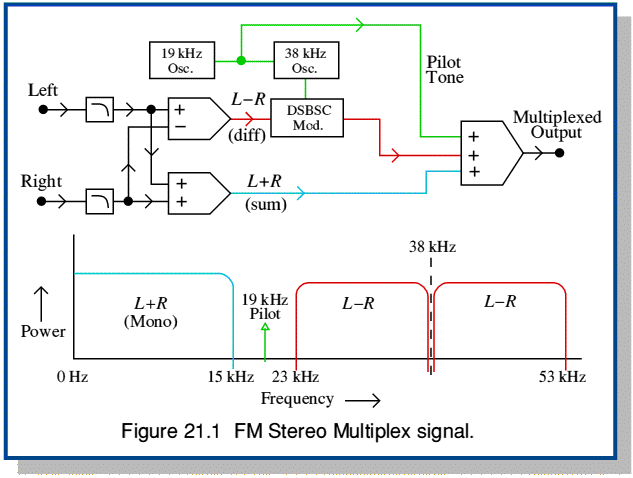 19 kHz
Osc.
38 kHz
Osc.
Pilot
Tone
Left
L−R
(diff)
DSBSC
Mod.
+
−
Multiplexed
Output
+
+
+
Right
+
+
L+R
(sum)
38 kHz
Power
L+R
(Mono)
19 kHz
Pilot
L−R
L−R
0 Hz
15 kHz
23 kHz
53 kHz
Frequency
Figure 21.1 FM Stereo Multiplex signal.